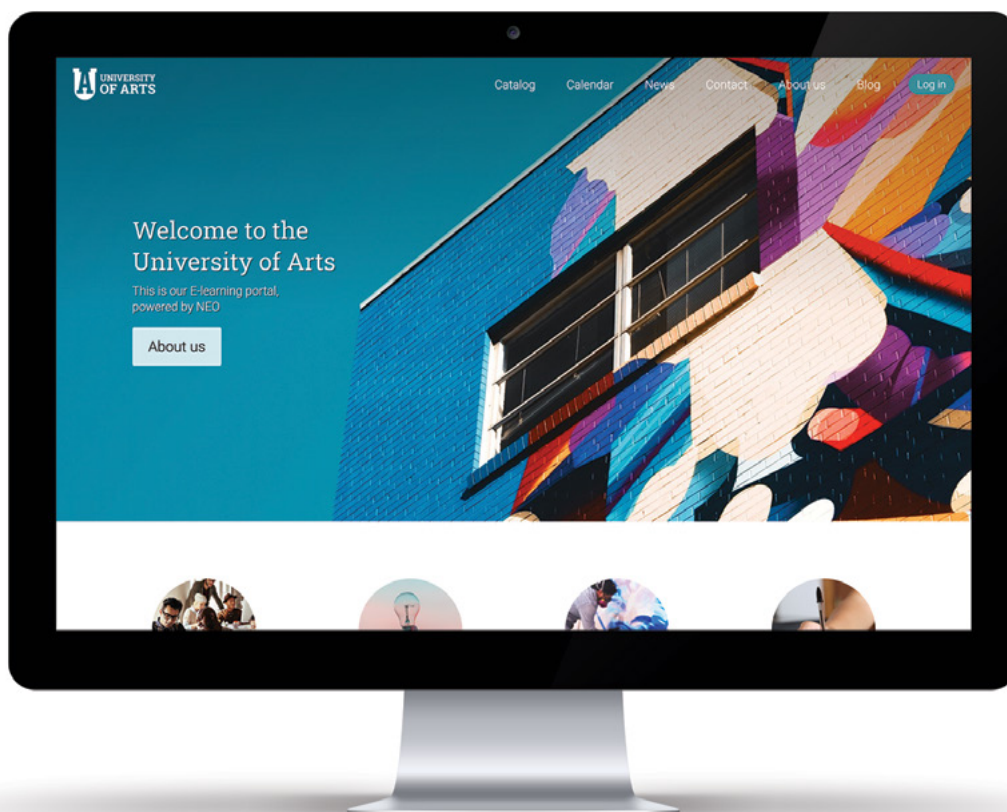 UNIVERSITY
OF ARTS
Catalog Calendar News Contact About us Blog Log in
Welcome to the
University of Arts
This is our E-learning portal,
powered by NEO
About us